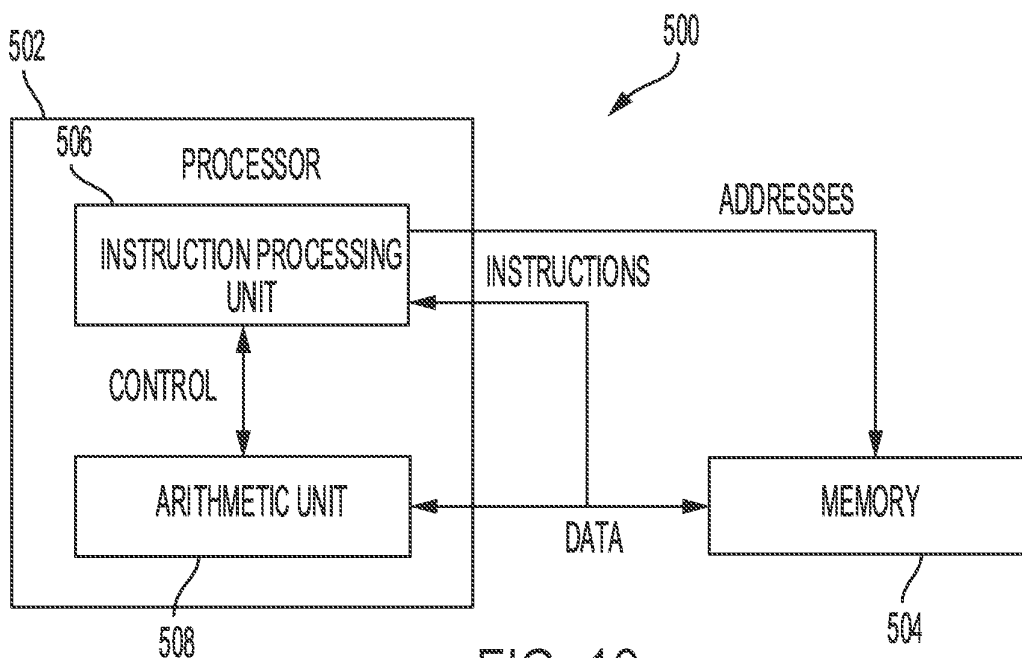 502
500
506
PROCESSOR
ADDRESSES
INSTRUCTION PROCESSING
UNIT
INSTRUCTIONS
CONTROL
ARITHMETIC UNIT
MEMORY
DATA
508
504